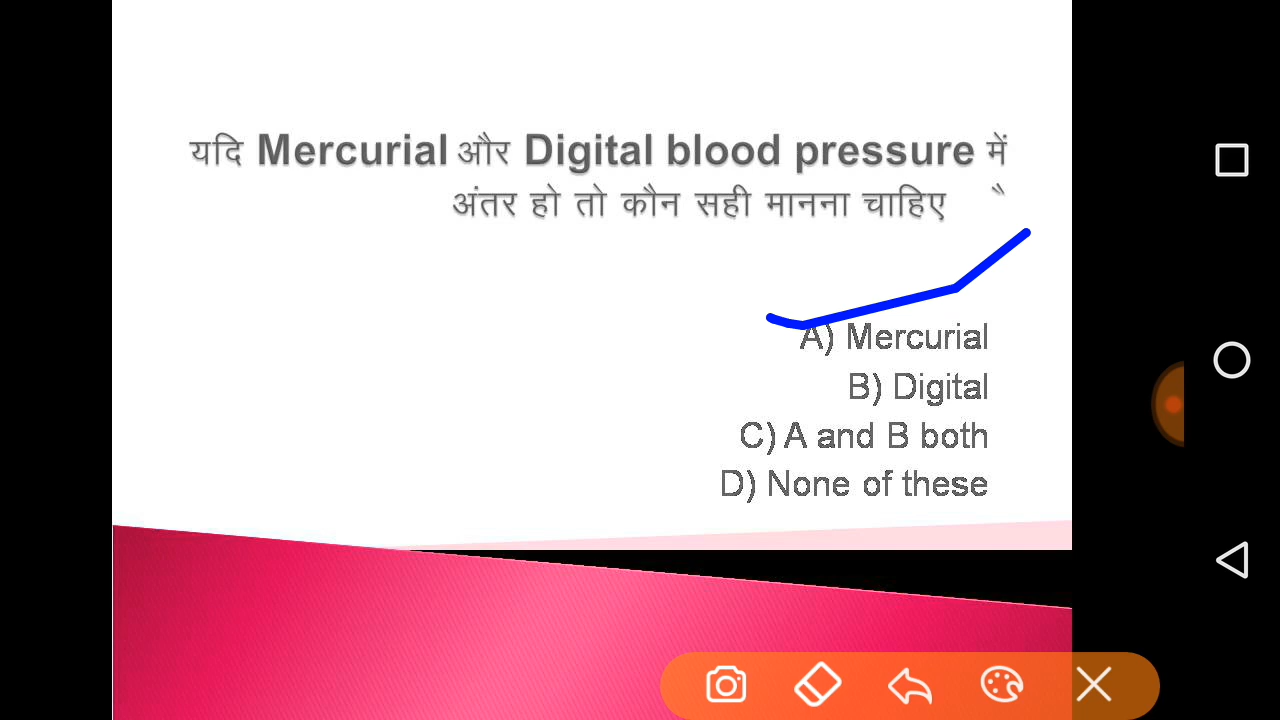 यदि Mercurial और Digital blood pressure में
अंतर हो तो कौन सही मानना चाहिए
A) Mercurial
B) Digital
C) A and B both
D) None of these